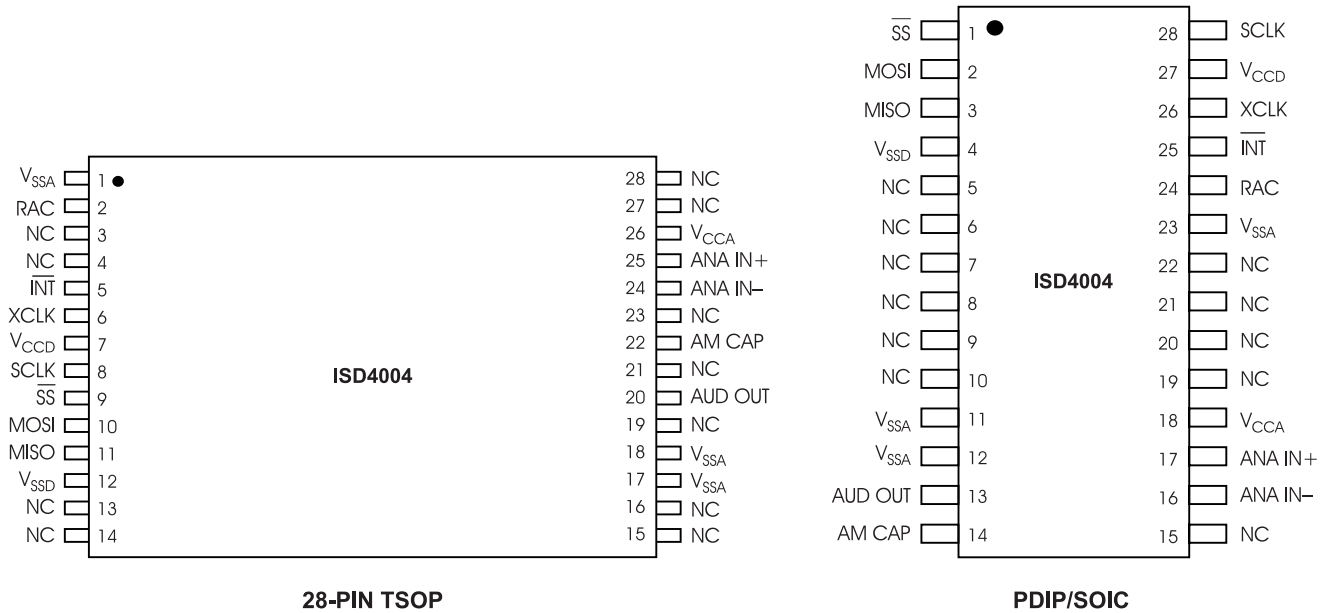 V_SSA 1 28 NC
RAC 2 27 NC
NC 3 26 V_CCA
NC 4 25 ANA IN+
I̅N̅T̅ 5 24 ANA IN–
XCLK 6 23 NC
V_CCD 7 22 AM CAP
SCLK 8 21 NC
S̅S̅ 9 20 AUD OUT
MOSI 10 19 NC
MISO 11 18 V_SSA
V_SSD 12 17 V_SSA
NC 13 16 NC
NC 14 15 NC
ISD4004
28-PIN TSOP
S̅S̅ 1 28 SCLK
MOSI 2 27 V_CCD
MISO 3 26 XCLK
V_SSD 4 25 I̅N̅T̅
NC 5 24 RAC
NC 6 23 V_SSA
NC 7 22 NC
NC 8 21 NC
NC 9 20 NC
NC 10 19 NC
V_SSA 11 18 V_CCA
V_SSA 12 17 ANA IN+
AUD OUT 13 16 ANA IN–
AM CAP 14 15 NC
ISD4004
PDIP/SOIC